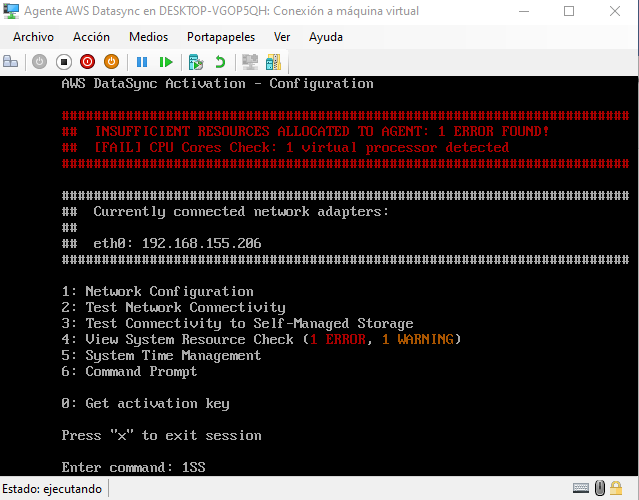 Agente AWS Datasync en DESKTOP-VGOP5QH: Conexión a máquina virtual
Archivo Acción Medios Portapapeles Ver Ayuda
AWS DataSync Activation - Configuration
#######################################################################
## INSUFFICIENT RESOURCES ALLOCATED TO AGENT: 1 ERROR FOUND!
## [FAIL] CPU Cores Check: 1 virtual processor detected
#######################################################################
#######################################################################
## Currently connected network adapters:
##
## eth0: 192.168.155.206
#######################################################################
1: Network Configuration
2: Test Network Connectivity
3: Test Connectivity to Self-Managed Storage
4: View System Resource Check (1 ERROR, 1 WARNING)
5: System Time Management
6: Command Prompt
0: Get activation key
Press "x" to exit session
Enter command: 1SS
Estado: ejecutando